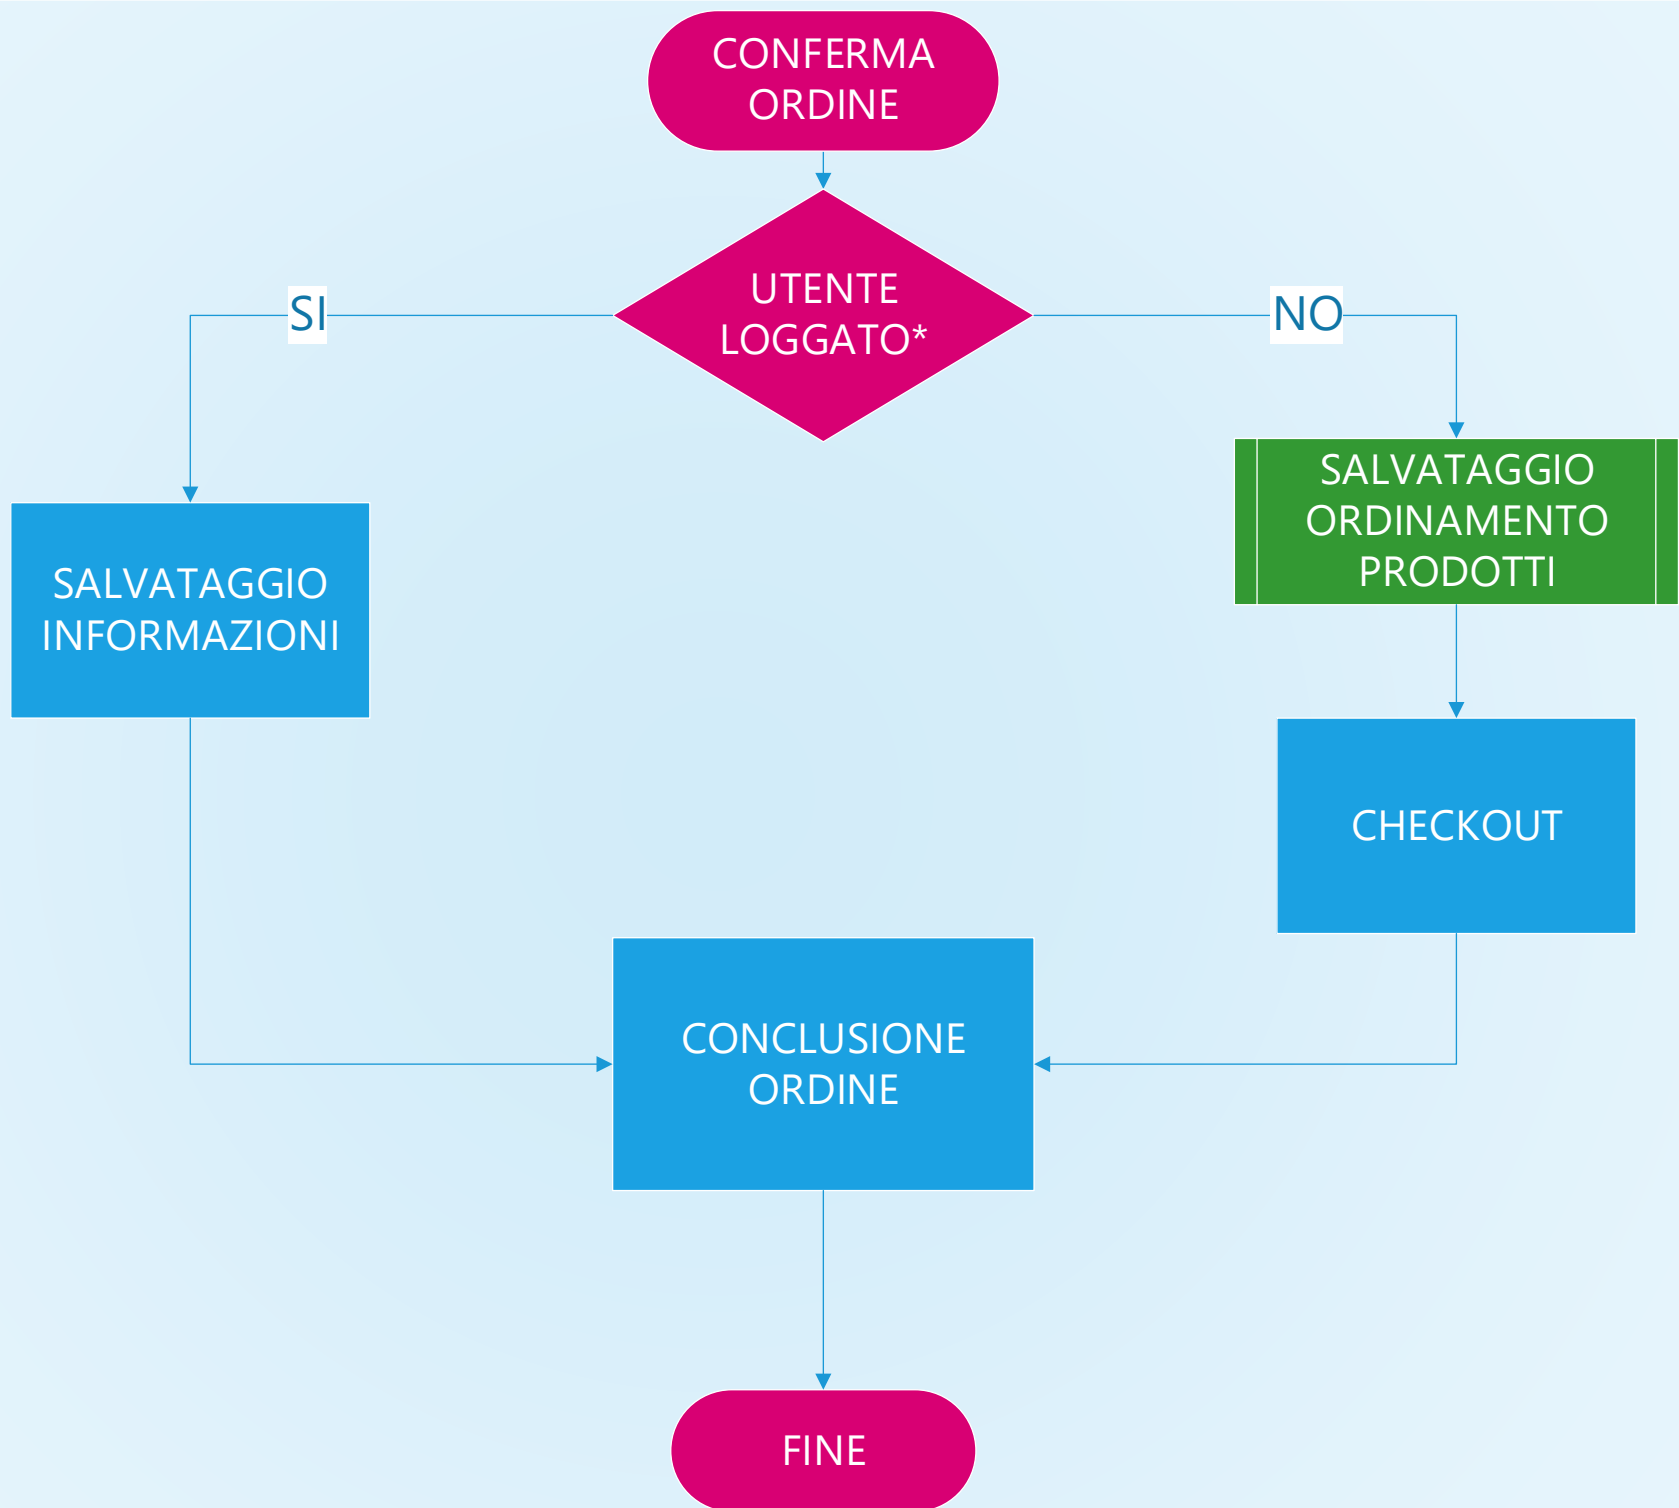 CONFERMA
ORDINE
UTENTE
LOGGATO*
SI
NO
SALVATAGGIO
ORDINAMENTO
PRODOTTI
SALVATAGGIO
INFORMAZIONI
CHECKOUT
CONCLUSIONE
ORDINE
FINE